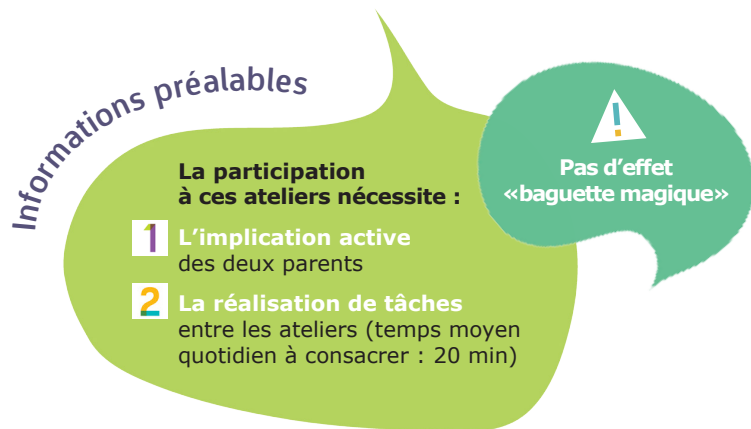 Informations préalables
La participation
à ces ateliers nécessite :
1 L'implication active
des deux parents
2 La réalisation de tâches
entre les ateliers (temps moyen
quotidien à consacrer : 20 min)
!
Pas d'effet
«baguette magique»